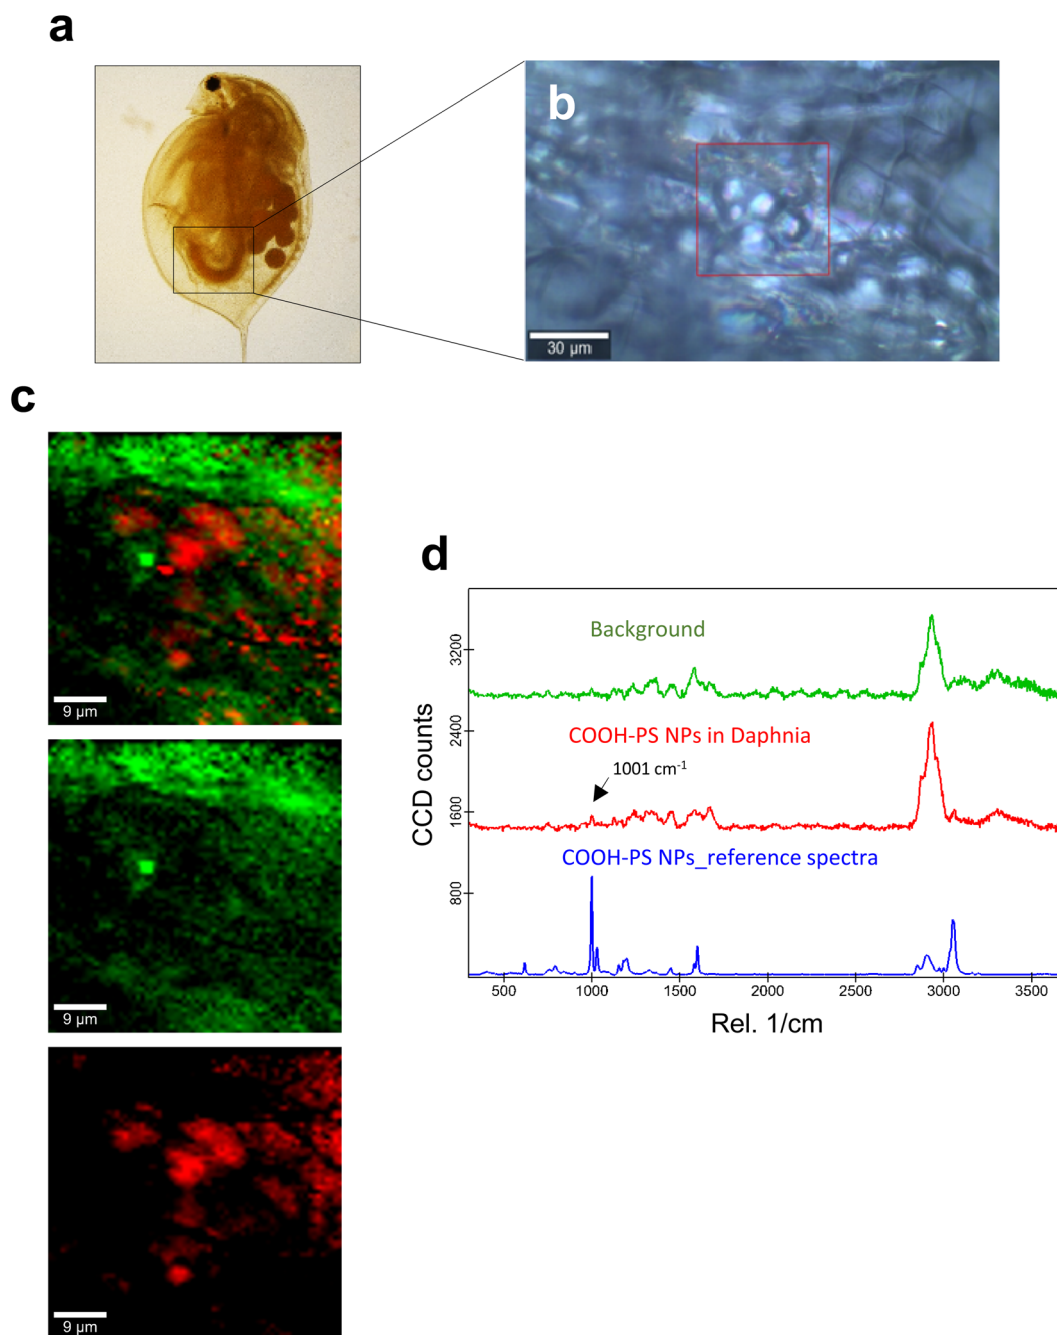 a
b
30 µm
c
9 µm
9 µm
9 µm
d
Background
COOH-PS NPs in Daphnia
1001 cm⁻¹
COOH-PS NPs_reference spectra
CCD counts
3200
2400
1600
800
500 1000 1500 2000 2500 3000 3500
Rel. 1/cm